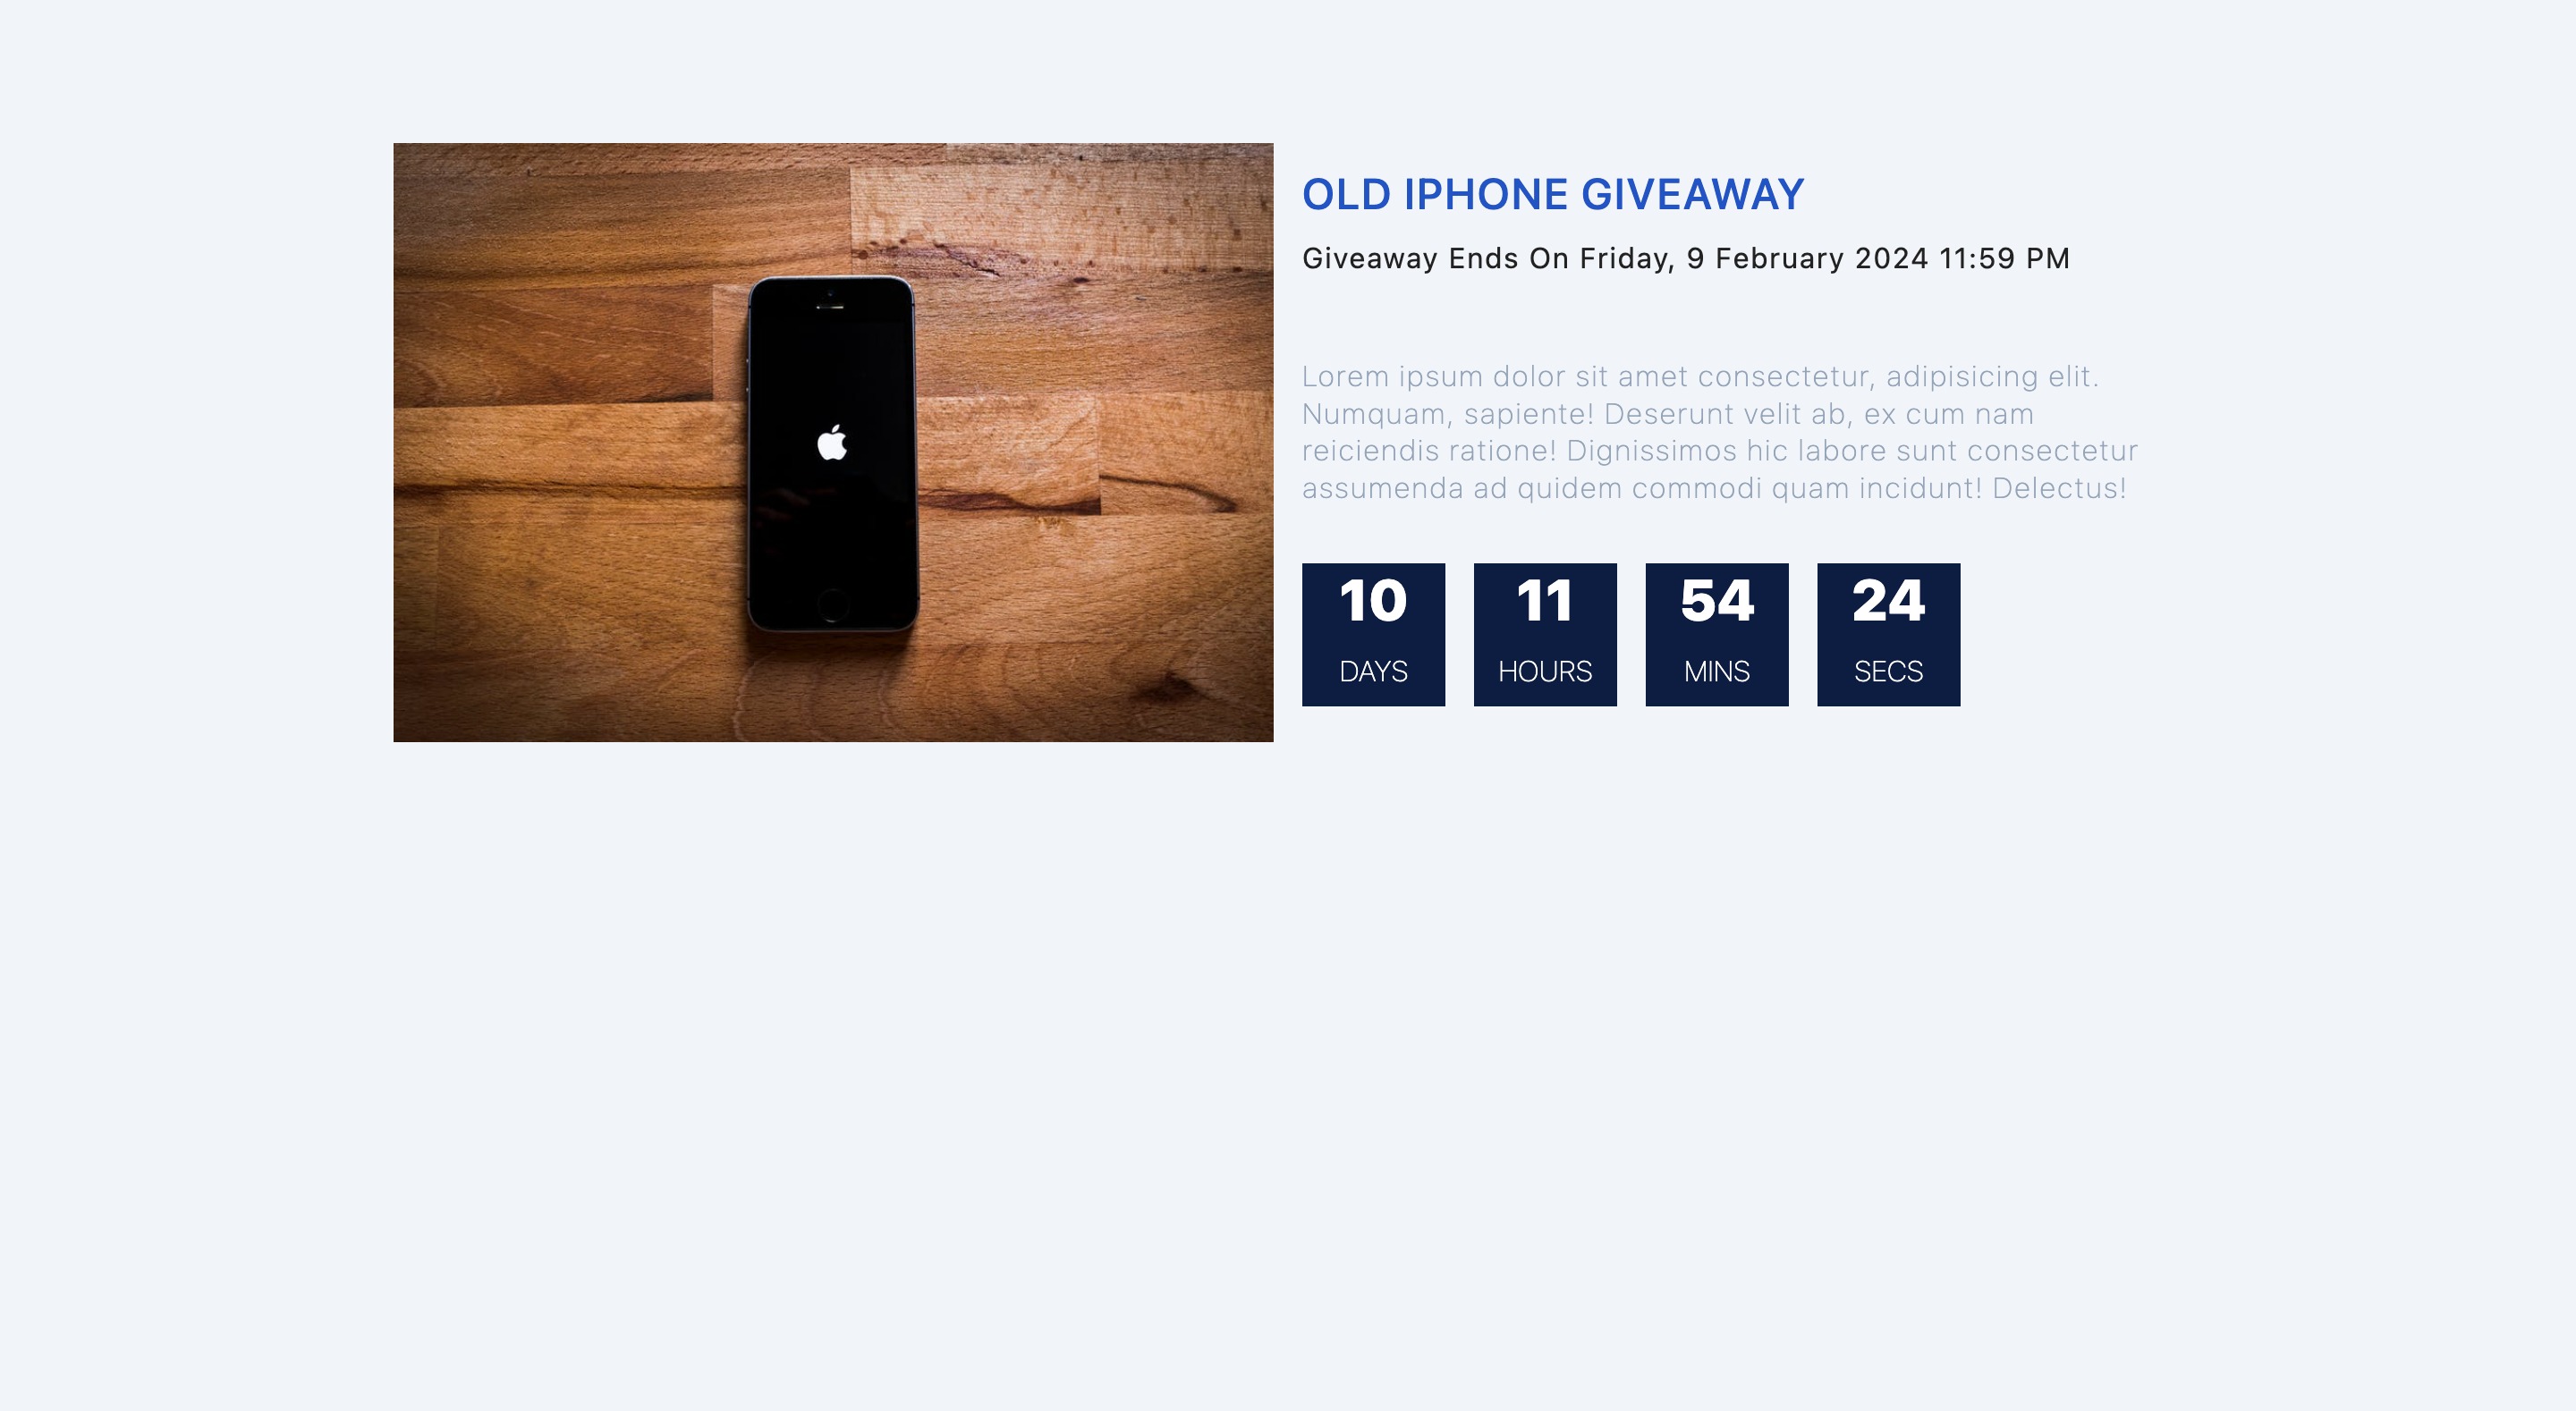 OLD IPHONE GIVEAWAY
Giveaway Ends On Friday, 9 February 2024 11:59 PM
Lorem ipsum dolor sit amet consectetur, adipisicing elit.
Numquam, sapiente! Deserunt velit ab, ex cum nam
reiciendis ratione! Dignissimos hic labore sunt consectetur
assumenda ad quidem commodi quam incidunt! Delectus!
10 11 54 24
DAYS HOURS MINS SECS